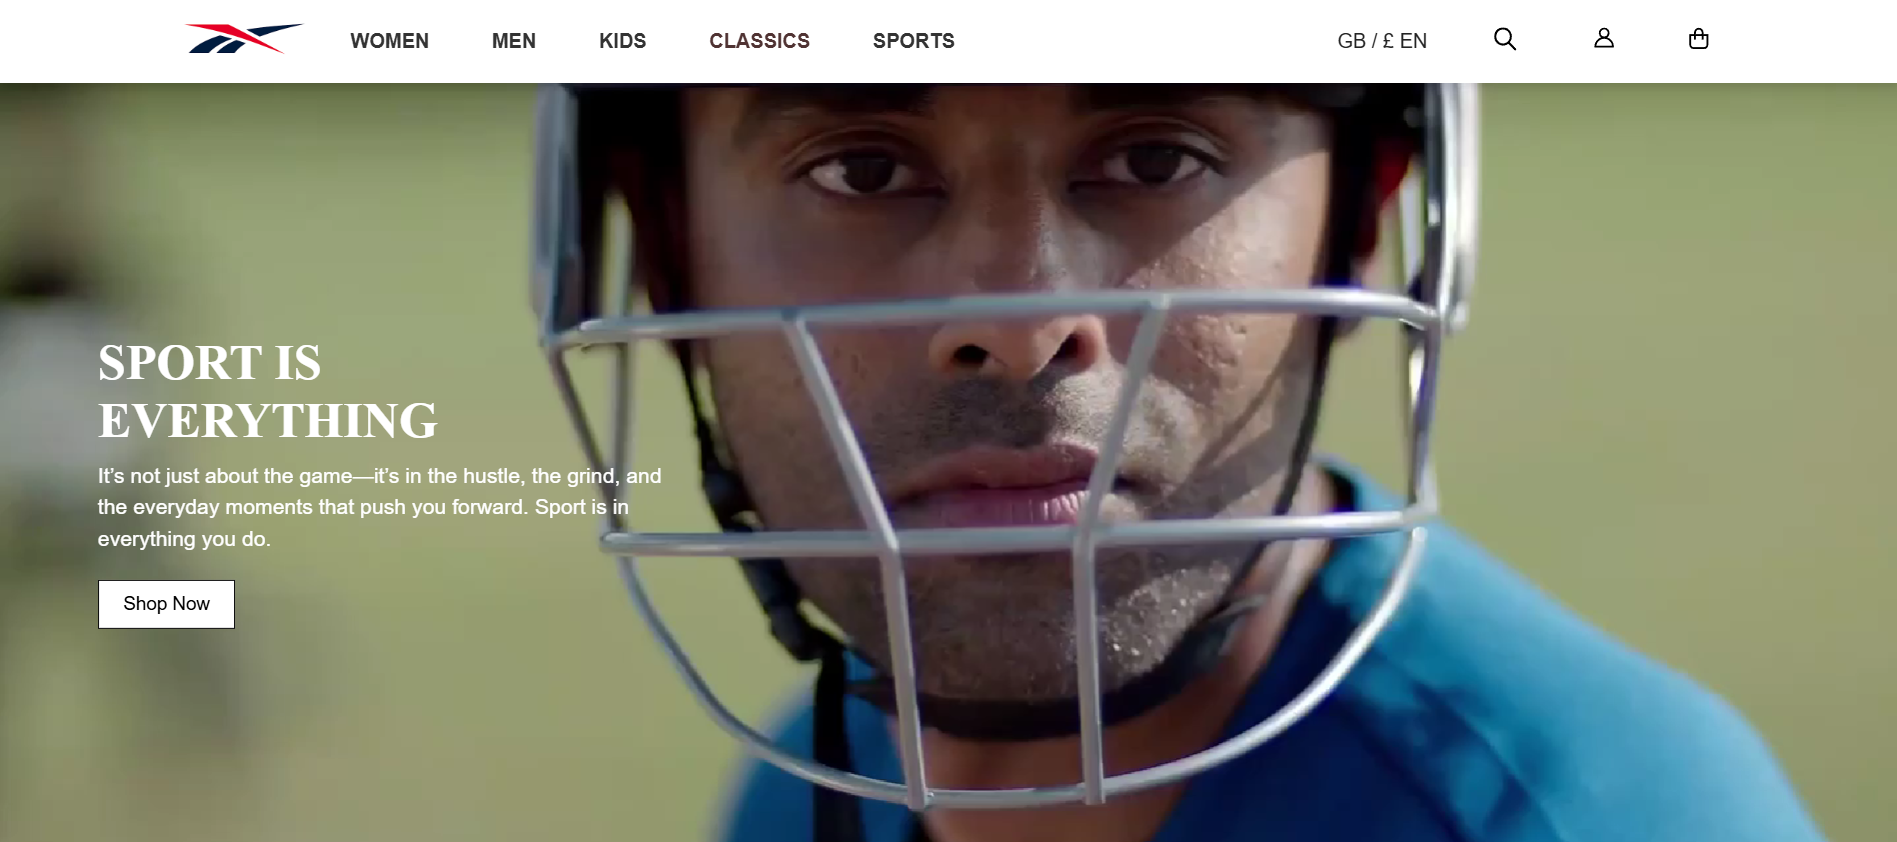 WOMEN MEN KIDS CLASSICS SPORTS GB / £ EN
SPORT IS
EVERYTHING
It’s not just about the game—it’s in the hustle, the grind, and
the everyday moments that push you forward. Sport is in
everything you do.
Shop Now